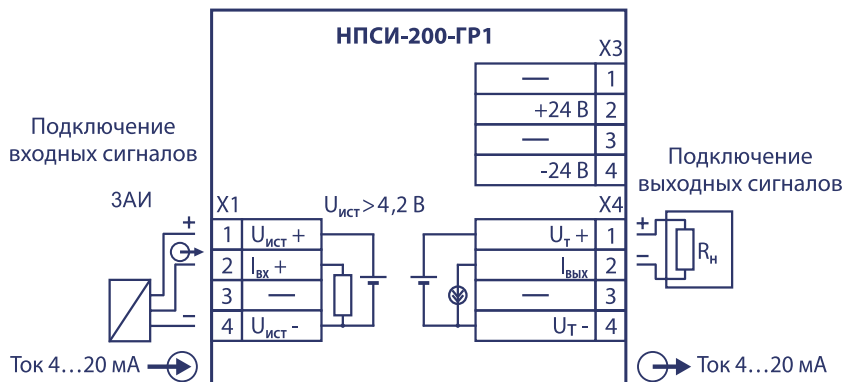 НПСИ-200-ГР1
X3
— 1
+24 В 2
— 3
-24 В 4
Подключение
входных сигналов
ЗАИ
X1
Uист>4,2 В
+
1 Uист +
2 Iвх +
3 —
4 Uист -
−
Ток 4…20 мА
Подключение
выходных сигналов
X4
Uт + 1
Iвых 2
— 3
Uт - 4
+
−
Rн
Ток 4…20 мА